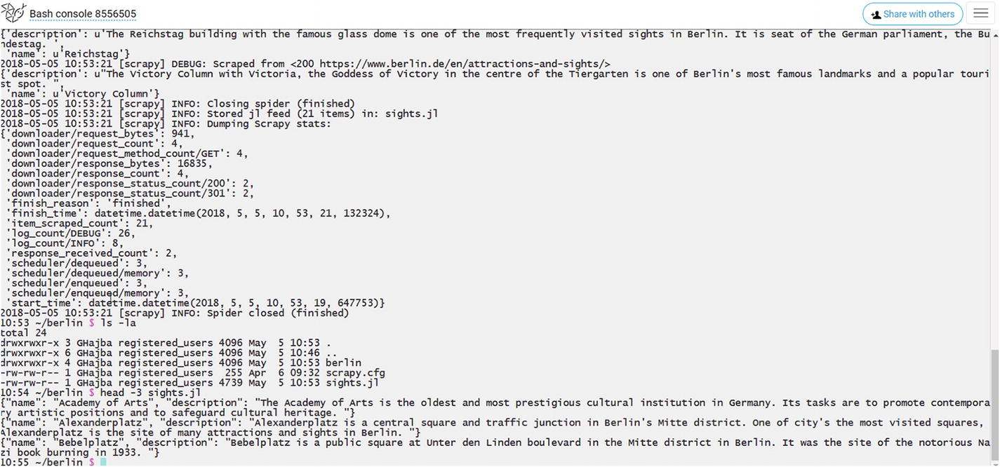 Bash console 8556505
Share with others
{'description': u'The Reichstag building with the famous glass dome is one of the most frequently visited sights in Berlin. It is seat of the German parliament, the Bu
ndestag. ',
 'name': u'Reichstag'}
2018-05-05 10:53:21 [scrapy] DEBUG: Scraped from <200 https://www.berlin.de/en/attractions-and-sights/>
{'description': u"The Victory Column with Victoria, the Goddess of Victory in the centre of the Tiergarten is one of Berlin's most famous landmarks and a popular touri
st spot. ",
 'name': u'Victory Column'}
2018-05-05 10:53:21 [scrapy] INFO: Closing spider (finished)
2018-05-05 10:53:21 [scrapy] INFO: Stored jl feed (21 items) in: sights.jl
2018-05-05 10:53:21 [scrapy] INFO: Dumping Scrapy stats:
{'downloader/request_bytes': 941,
 'downloader/request_count': 4,
 'downloader/request_method_count/GET': 4,
 'downloader/response_bytes': 16835,
 'downloader/response_count': 4,
 'downloader/response_status_count/200': 2,
 'downloader/response_status_count/301': 2,
 'finish_reason': 'finished',
 'finish_time': datetime.datetime(2018, 5, 5, 10, 53, 21, 132324),
 'item_scraped_count': 21,
 'log_count/DEBUG': 26,
 'log_count/INFO': 8,
 'response_received_count': 2,
 'scheduler/dequeued': 3,
 'scheduler/dequeued/memory': 3,
 'scheduler/enqueued': 3,
 'scheduler/enqueued/memory': 3,
 'start_time': datetime.datetime(2018, 5, 5, 10, 53, 19, 647753)}
2018-05-05 10:53:21 [scrapy] INFO: Spider closed (finished)
10:53 ~/berlin $ ls -la
total 24
drwxrwxr-x 3 GHajba registered_users 4096 May  5 10:53 .
drwxrwxr-x 6 GHajba registered_users 4096 May  5 10:46 ..
drwxrwxr-x 4 GHajba registered_users 4096 May  5 10:53 berlin
-rw-rw-r-- 1 GHajba registered_users  255 Apr  6 09:32 scrapy.cfg
-rw-rw-r-- 1 GHajba registered_users 4739 May  5 10:53 sights.jl
10:54 ~/berlin $ head -3 sights.jl
{"name": "Academy of Arts", "description": "The Academy of Arts is the oldest and most prestigious cultural institution in Germany. Its tasks are to promote contempora
ry artistic positions and to safeguard cultural heritage. "}
{"name": "Alexanderplatz", "description": "Alexanderplatz is a central square and traffic junction in Berlin's Mitte district. One of city's the most visited squares,
Alexanderplatz is the site of many attractions and sights in Berlin. "}
{"name": "Bebelplatz", "description": "Bebelplatz is a public square at Unter den Linden boulevard in the Mitte district in Berlin. It was the site of the notorious Na
zi book burning in 1933. "}
10:55 ~/berlin $